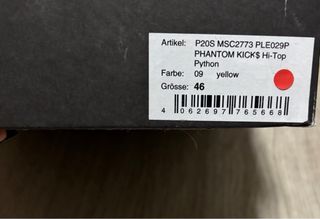 Artikel: P20S MSC2773 PLE029P
PHANTOM KICK$ Hi-Top
Python
Farbe: 09 yellow
Grösse: 46
4 062697 765668